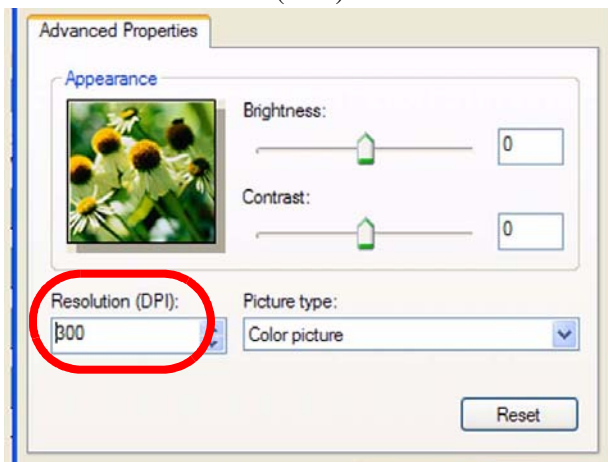 Advanced Properties
Appearance
Brightness:
0
Contrast:
0
Resolution (DPI):
Picture type:
300
Color picture
Reset